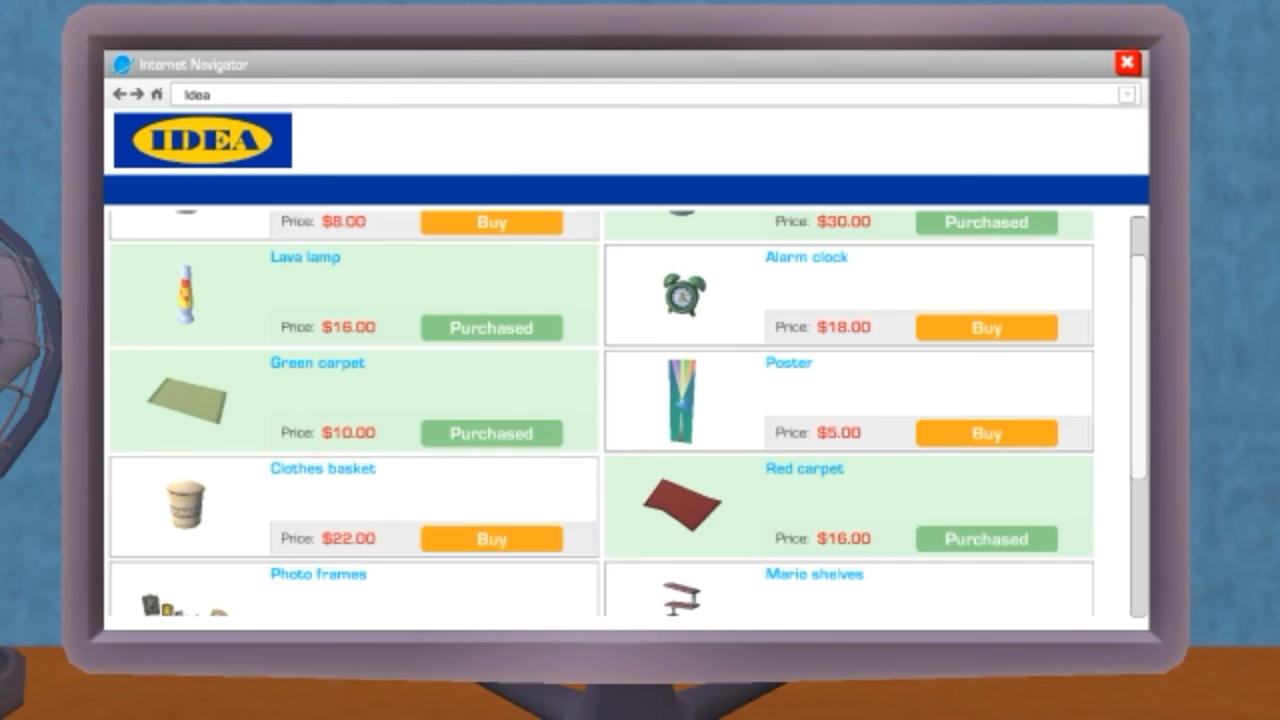 Internet Navigator
Idea
IDEA
Price: $8.00 Buy
Price: $30.00 Purchased
Lava lamp
Price: $16.00 Purchased
Alarm clock
Price: $18.00 Buy
Green carpet
Price: $10.00 Purchased
Poster
Price: $5.00 Buy
Clothes basket
Price: $22.00 Buy
Red carpet
Price: $16.00 Purchased
Photo frames
Mario shelves